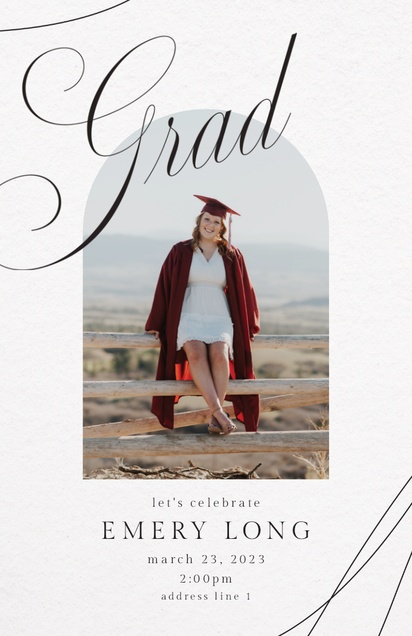 Grad
let's celebrate
EMERY LONG
march 23, 2023
2:00pm
address line 1